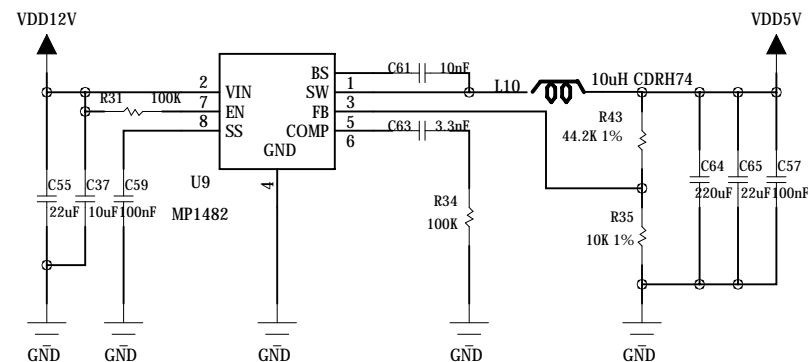 VDD12V
VDD5V
BS
C61
10nF
2
VIN
SW
1
L10
10uH CDRH74
R31
100K
7
EN
FB
3
8
SS
COMP
5
C63
3.3nF
R43
GND
6
44.2K 1%
C55
C37
C59
U9
4
C64
C65
C57
22uF
10uF
100nF
MP1482
R34
100K
R35
10K 1%
220uF
22uF
100nF
GND
GND
GND
GND
GND